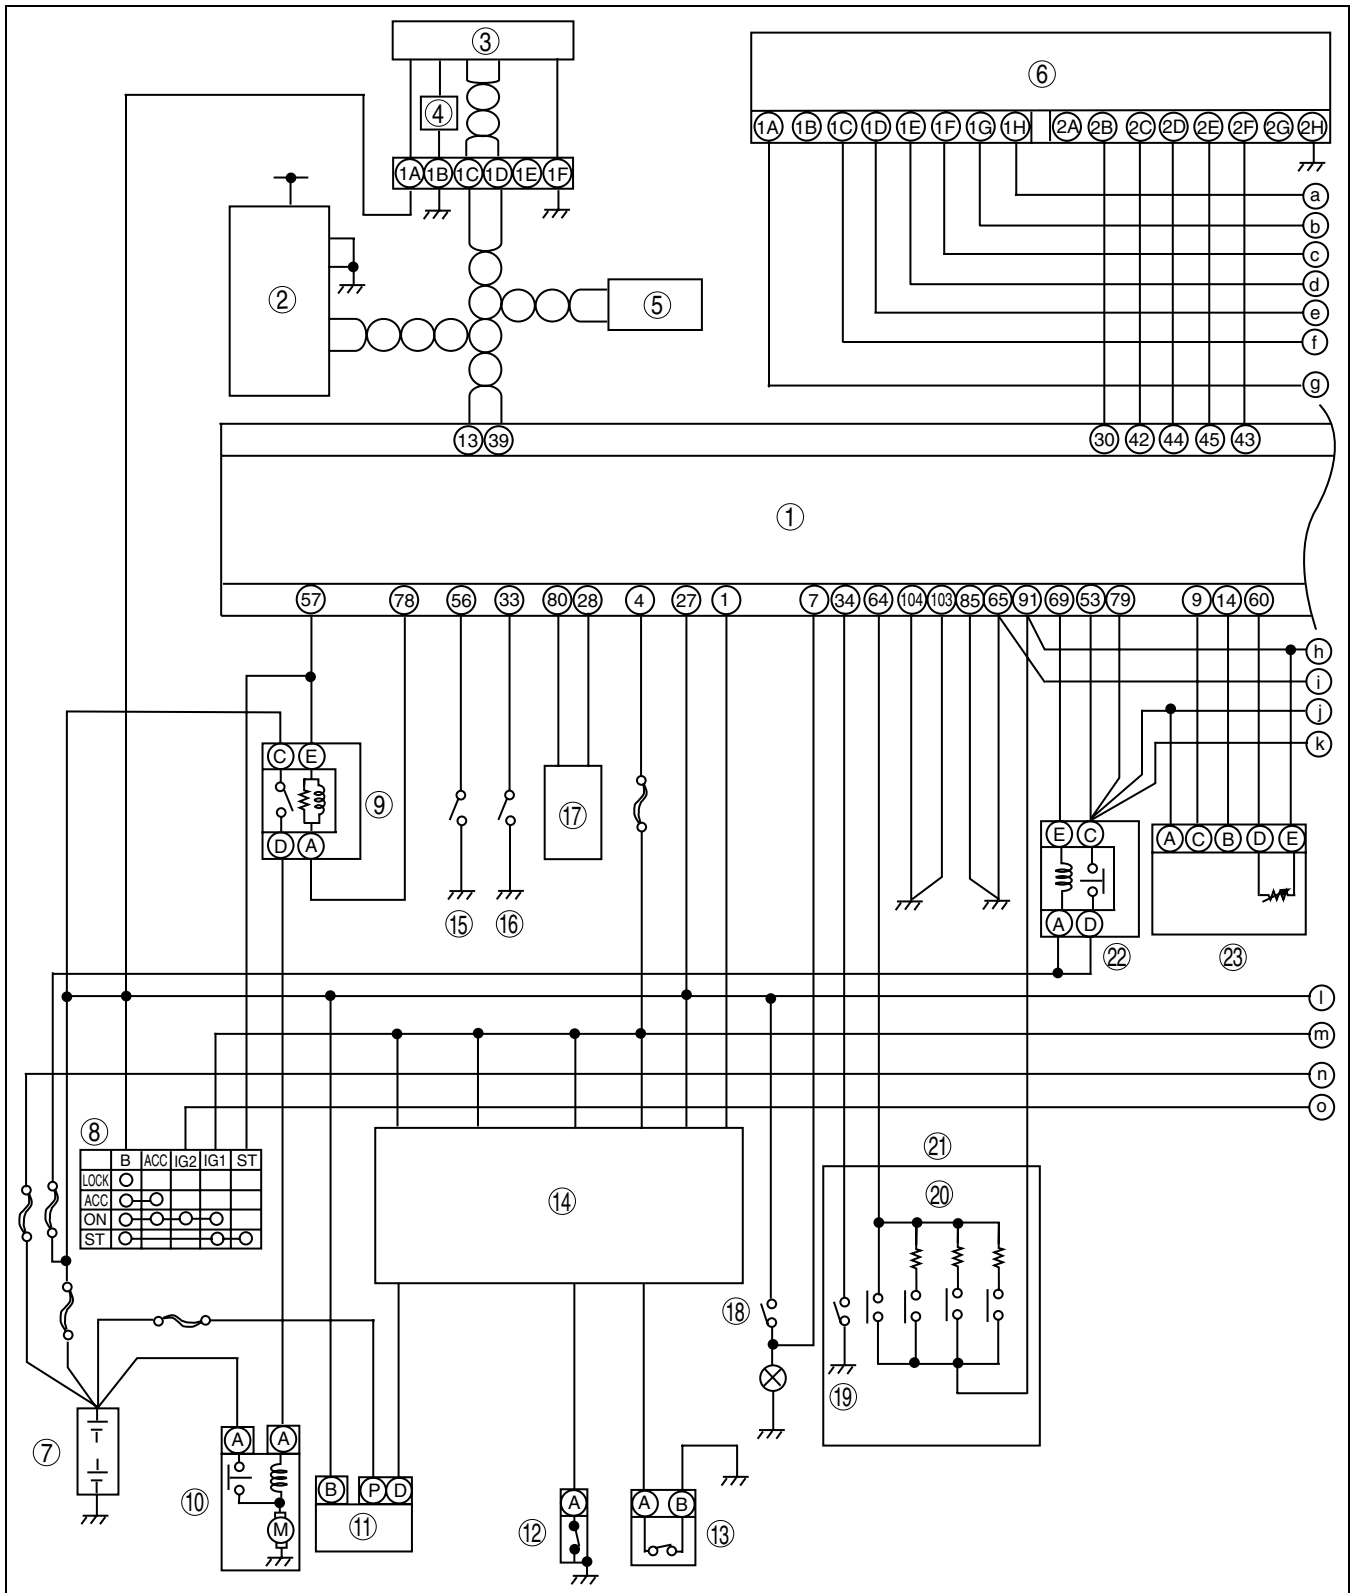 ③
⑥
④
1A 1B 1C 1D 1E 1F 1G 1H 2A 2B 2C 2D 2E 2F 2G 2H
1A 1B 1C 1D 1E 1F
a
b
c
d
e
f
g
②
⑤
13 39
30 42 44 45 43
①
57 78 56 33 80 28 4 27 1 7 34 64 104 103 85 65 91 69 53 79 9 14 60
h
i
j
k
C E
⑨
D A
⑰
⑮
⑯
E C
A D
㉒
A C B D E
㉓
l
m
n
o
⑧
B ACC IG2 IG1 ST
LOCK
ACC
ON
ST
⑭
㉑
⑳
⑱
⑲
⑦
A A
M
⑩
B P D
⑪
A
⑫
A B
⑬